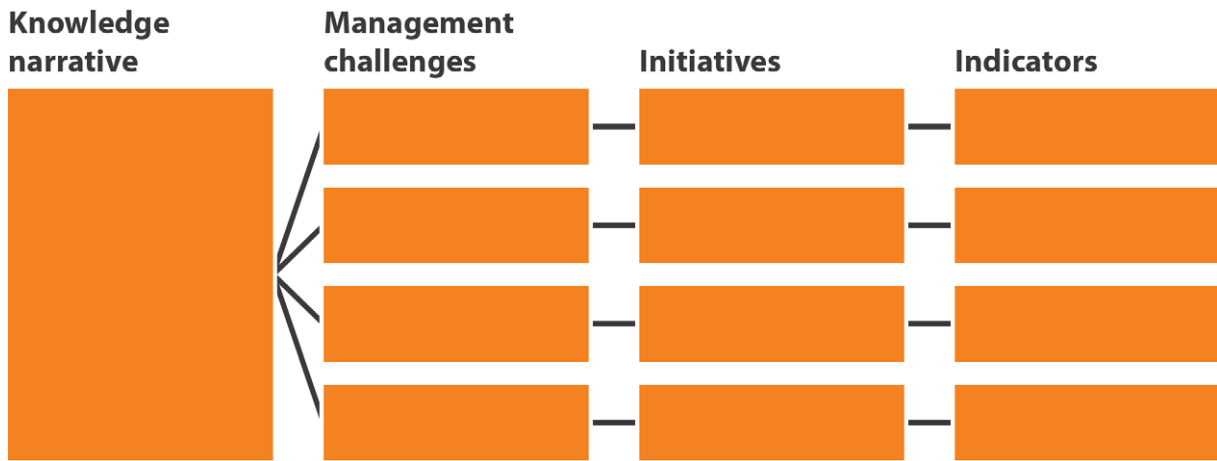 Knowledge
narrative
Management
challenges
Initiatives
Indicators